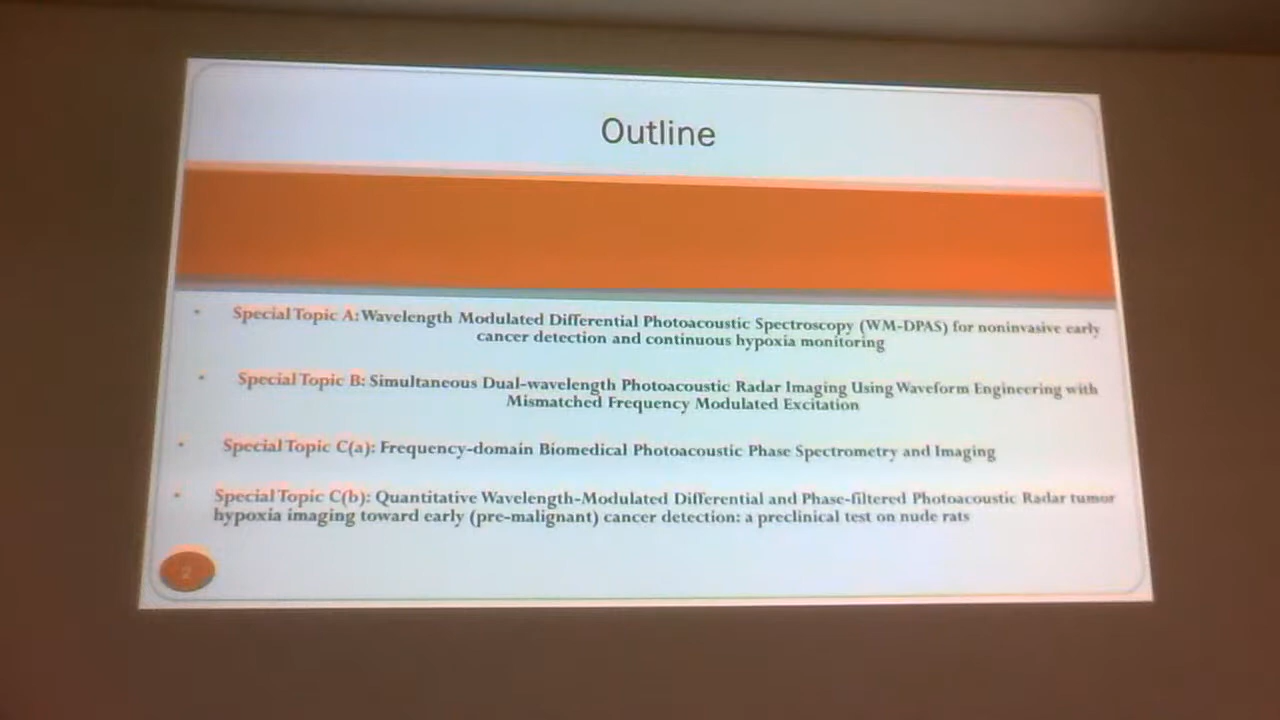 Outline
• Special Topic A: Wavelength Modulated Differential Photoacoustic Spectroscopy (WM-DPAS) for noninvasive early
cancer detection and continuous hypoxia monitoring
• Special Topic B: Simultaneous Dual-wavelength Photoacoustic Radar Imaging Using Waveform Engineering with
Mismatched Frequency Modulated Excitation
• Special Topic C(a): Frequency-domain Biomedical Photoacoustic Phase Spectrometry and Imaging
• Special Topic C(b): Quantitative Wavelength-Modulated Differential and Phase-filtered Photoacoustic Radar tumor
hypoxia imaging toward early (pre-malignant) cancer detection: a preclinical test on nude rats
2